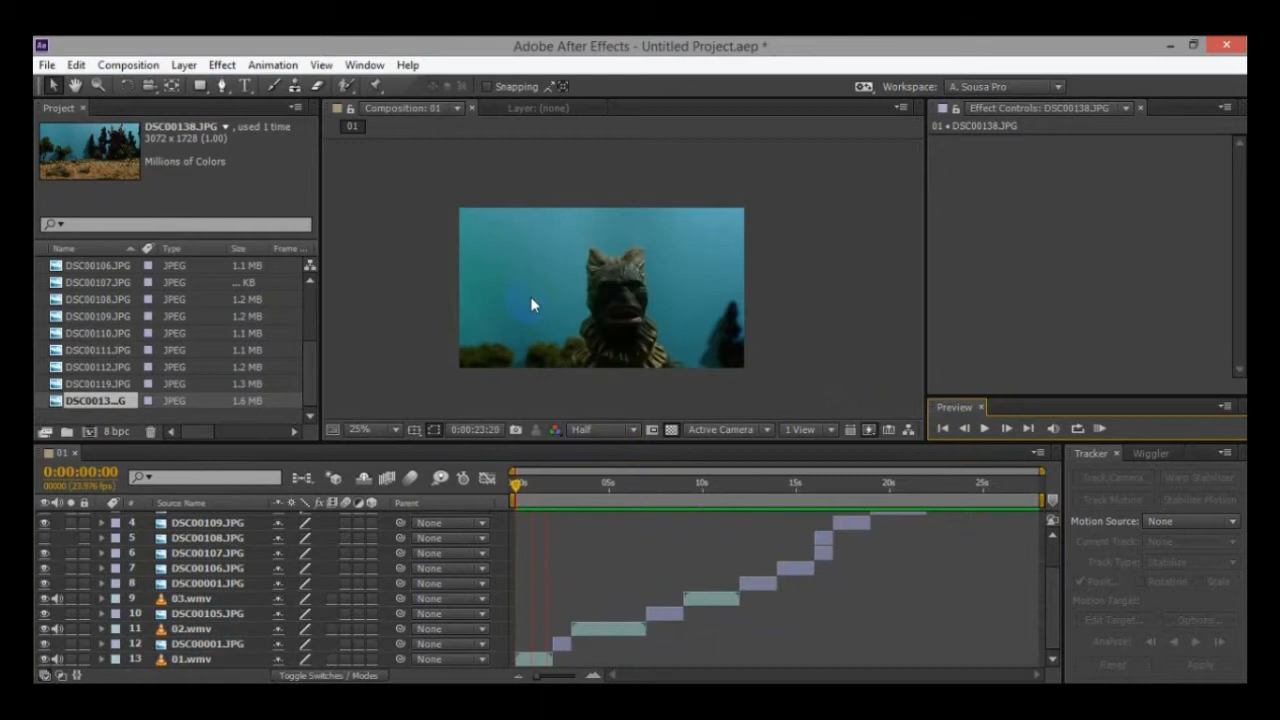 Ae Adobe After Effects - Untitled Project.aep *
File Edit Composition Layer Effect Animation View Window Help
Snapping Workspace: A. Sousa Pro
Project Composition: 01 Layer: (none) Effect Controls: DSC00138.JPG
DSC00138.JPG , used 1 time 01 01 • DSC00138.JPG
3072 x 1728 (1.00)
Millions of Colors
Name Type Size Frame ...
DSC00106.JPG JPEG 1.1 MB
DSC00107.JPG JPEG ... KB
DSC00108.JPG JPEG 1.2 MB
DSC00109.JPG JPEG 1.2 MB
DSC00110.JPG JPEG 1.1 MB
DSC00111.JPG JPEG 1.1 MB
DSC00112.JPG JPEG 1.2 MB
DSC00119.JPG JPEG 1.3 MB
DSC0013...G JPEG 1.6 MB
Preview
8 bpc 25% 0:00:23:20 Half Active Camera 1 View
01 Tracker Wiggler
0:00:00:00
00000 (23.976 fps)
Track Camera Warp Stabilizer
05s 10s 15s 20s 25s
# Source Name fx Parent
Track Motion Stabilize Motion
4 DSC00109.JPG None
Motion Source: None
5 DSC00108.JPG None
Current Track: None
6 DSC00107.JPG None
Track Type: Stabilize
7 DSC00106.JPG None
8 DSC00001.JPG None
Positi... Rotation Scale
9 03.wmv None
Motion Target:
10 DSC00105.JPG None
Edit Target... Options...
11 02.wmv None
Analyze:
12 DSC00001.JPG None
13 01.wmv None
Reset Apply
Toggle Switches / Modes